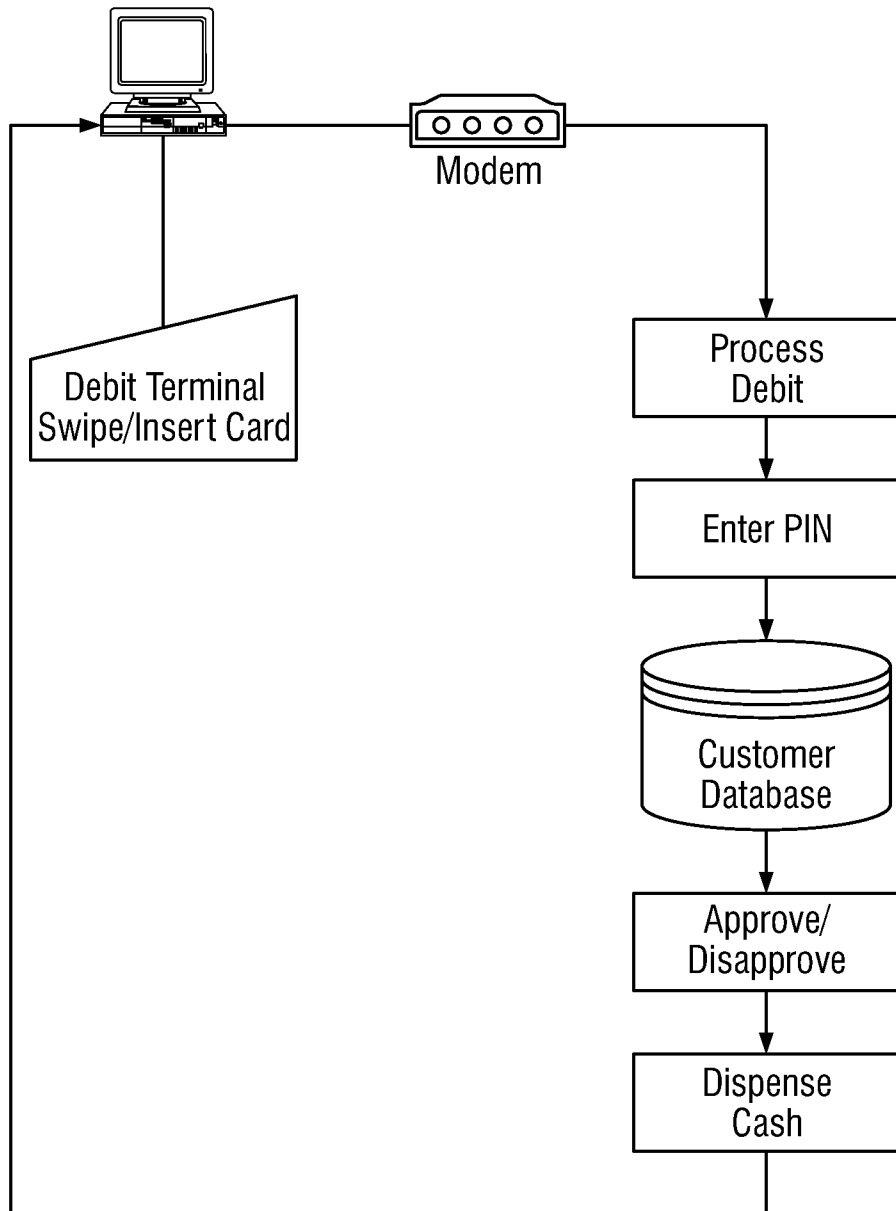 Modem
Debit Terminal
Swipe/Insert Card
Process
Debit
Enter PIN
Customer
Database
Approve/
Disapprove
Dispense
Cash